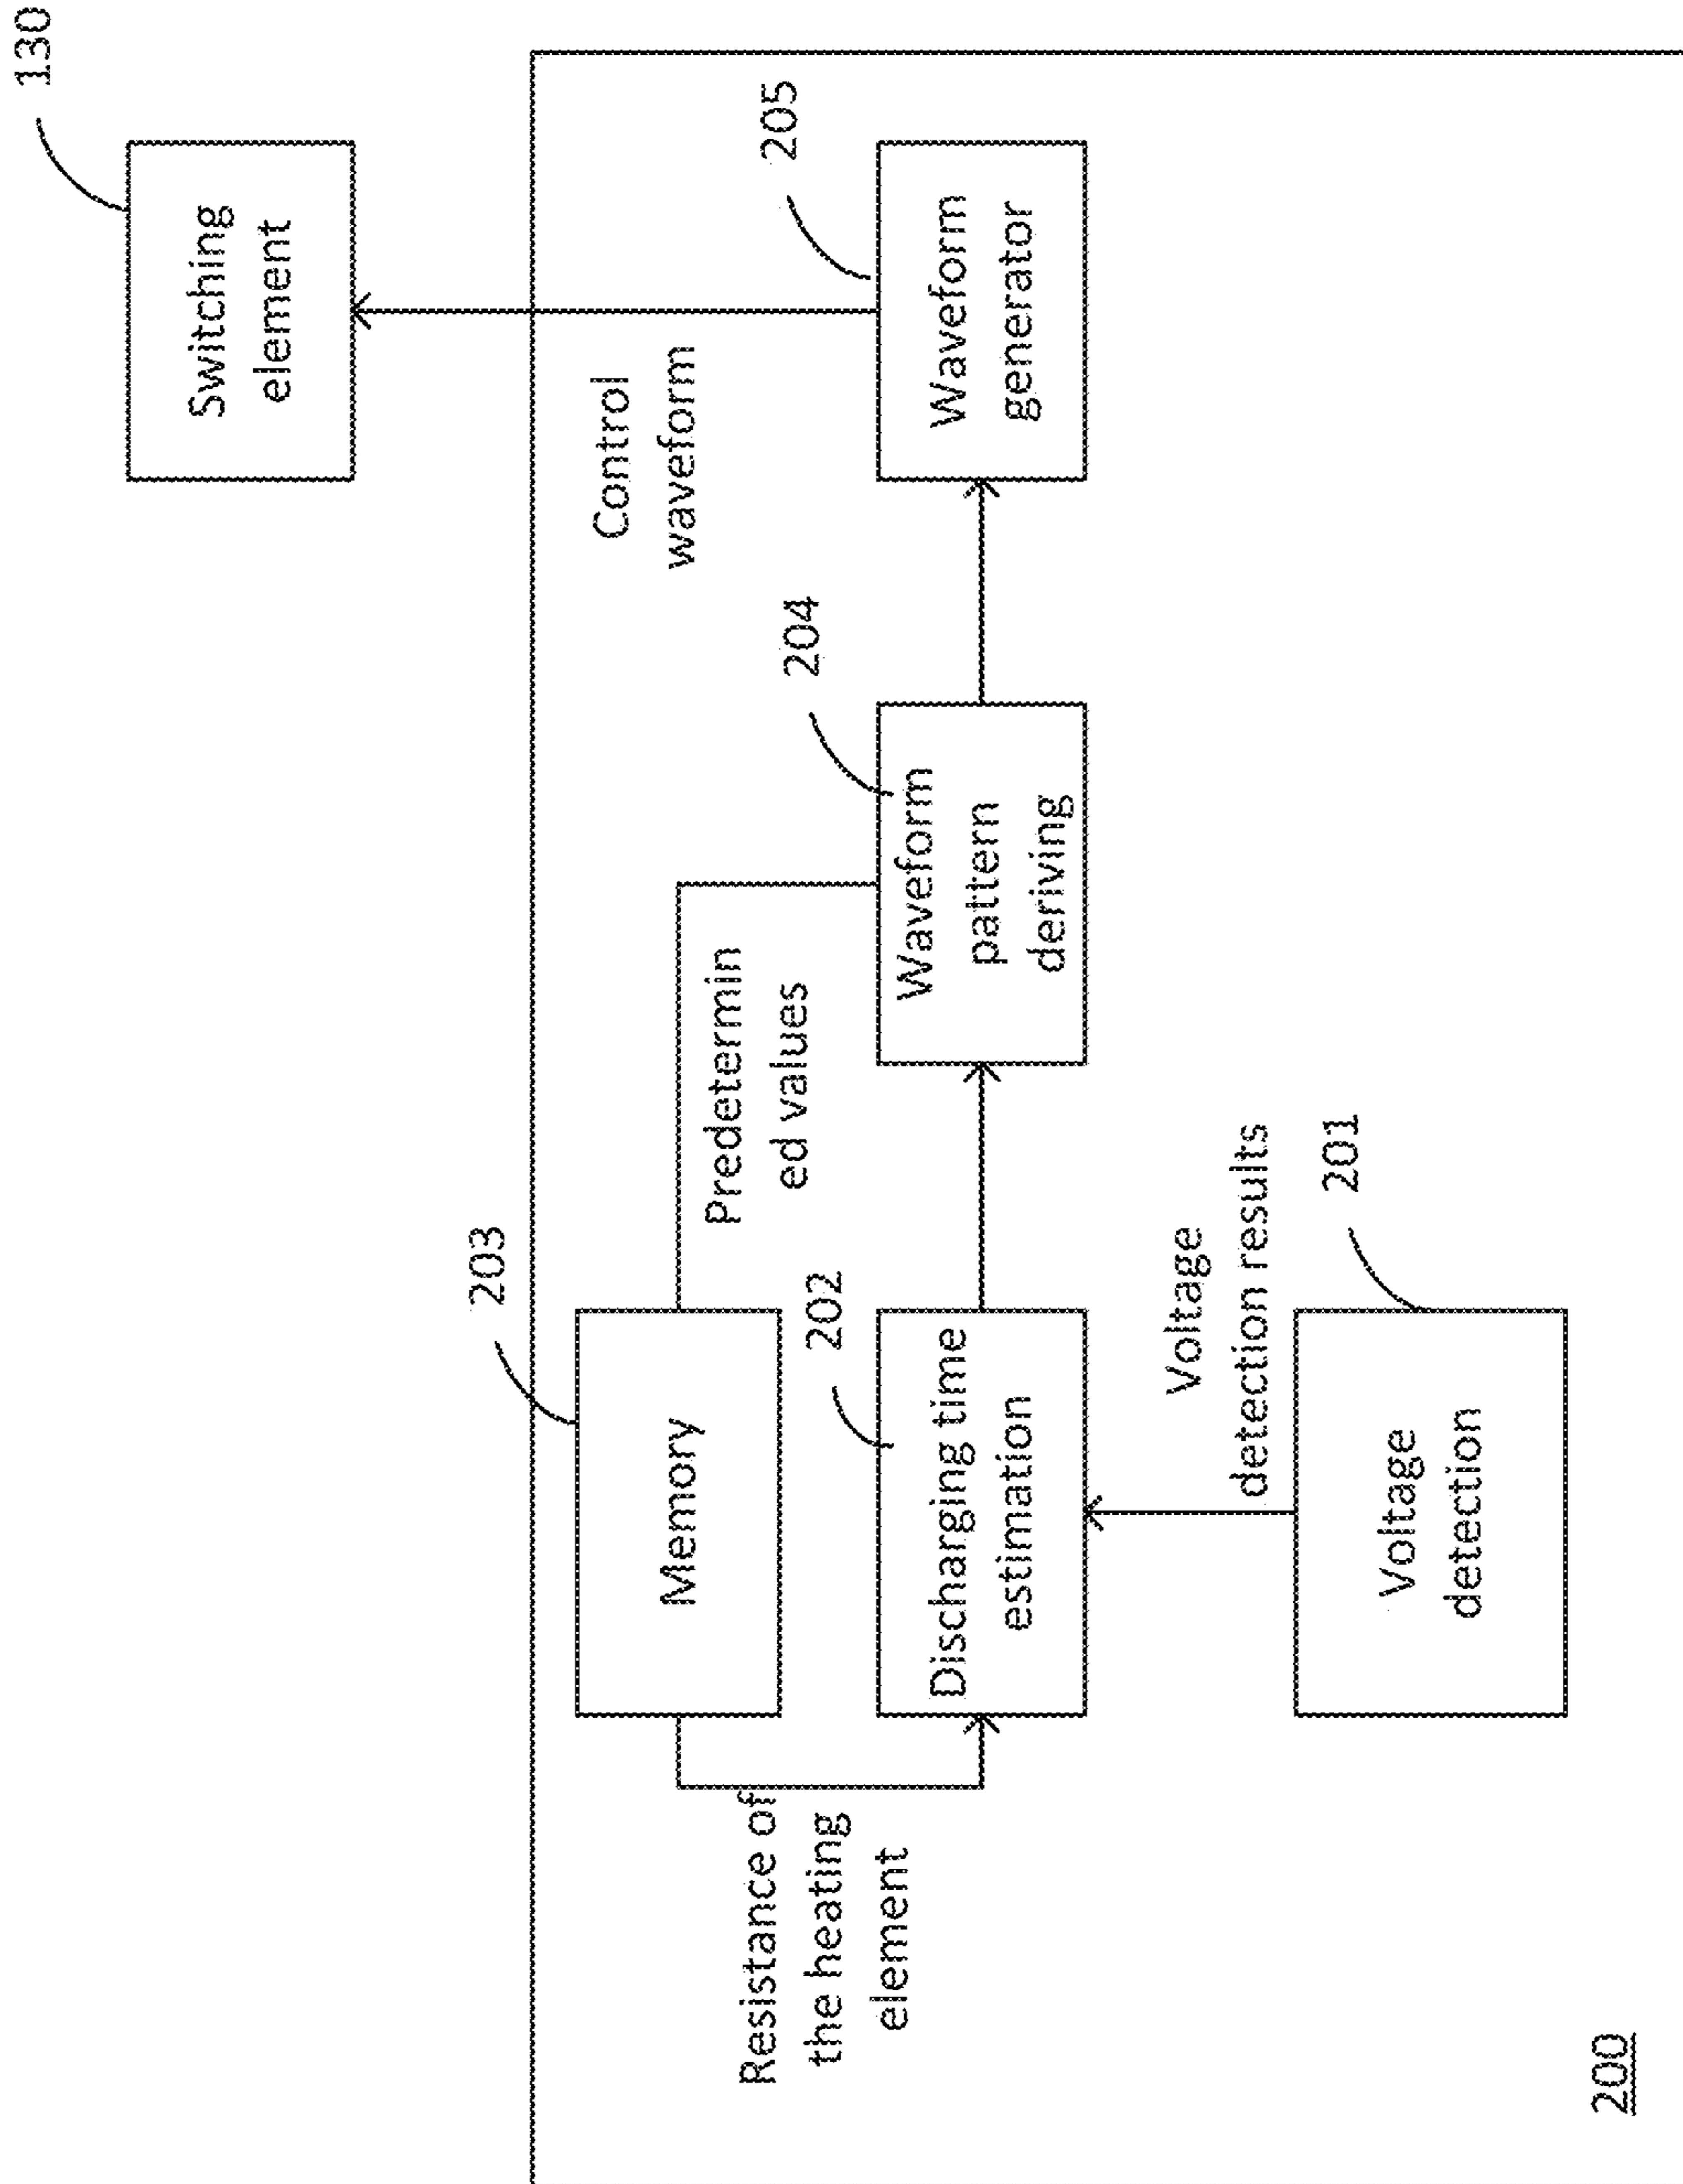 130
Switching
element
Control
waveform
205
Waveform
generator
204
Waveform
pattern
deriving
Predetermin
ed values
203
Memory
202
Discharging time
estimation
Resistance of
the heating
element
Voltage
detection results
201
Voltage
detection
200